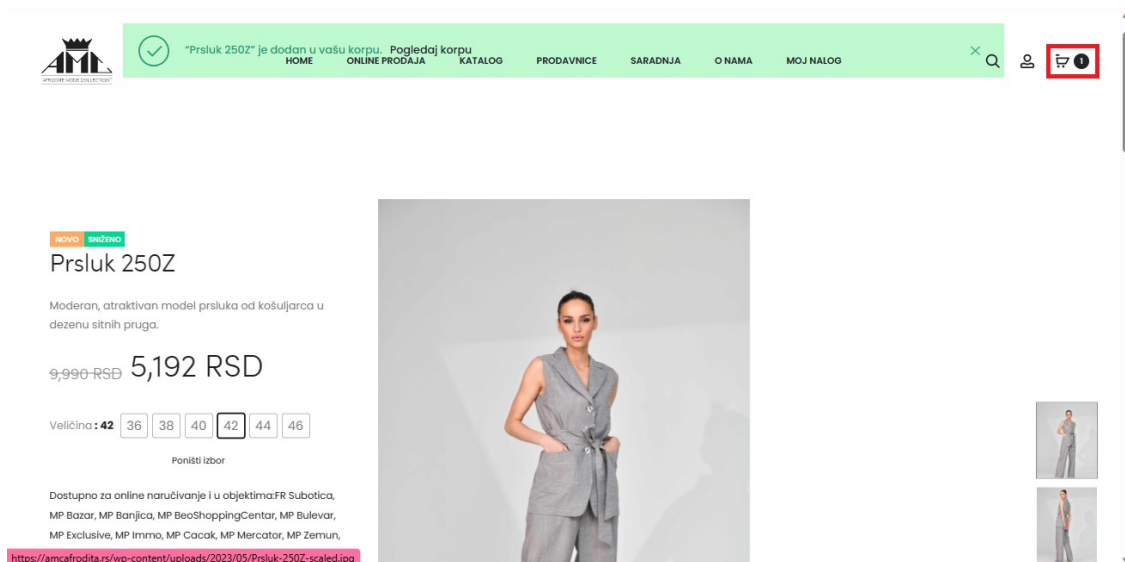 AML
AFRODITE MODE COLLECTION
"Prsluk 250Z" je dodan u vašu korpu. Pogledaj korpu
HOME ONLINE PRODAJA KATALOG PRODAVNICE SARADNJA O NAMA MOJ NALOG
1
NOVO SNIŽENO
Prsluk 250Z
Moderan, atraktivan model prsluka od košuljarca u
dezenu sitnih pruga.
9,990 RSD 5,192 RSD
Veličina : 42 36 38 40 42 44 46
Poništi izbor
Dostupno za online naručivanje i u objektima:FR Subotica,
MP Bazar, MP Banjica, MP BeoShoppingCentar, MP Bulevar,
MP Exclusive, MP Immo, MP Cacak, MP Mercator, MP Zemun,
https://amcafrodita.rs/wp-content/uploads/2023/05/Prsluk-250Z-scaled.jpg